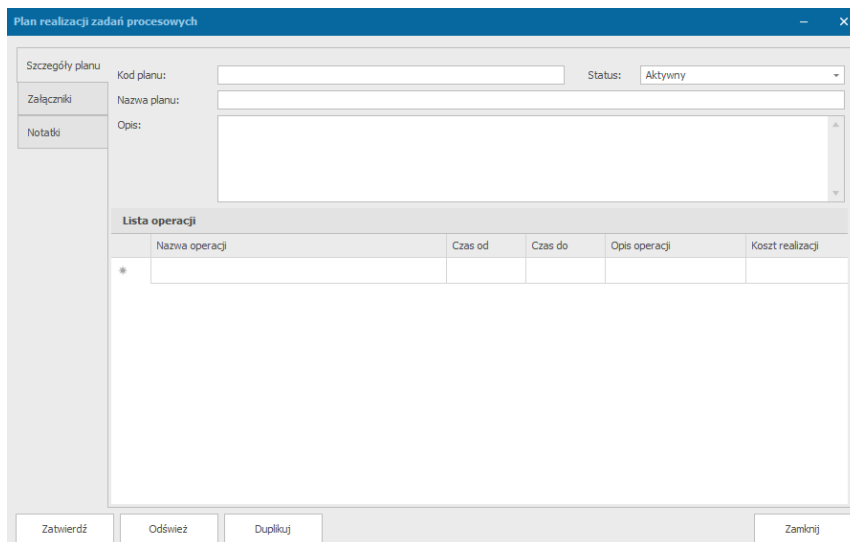 Plan realizacji zadań procesowych
Szczegóły planu
Załączniki
Notatki
Kod planu:
Status: Aktywny
Nazwa planu:
Opis:
Lista operacji
Nazwa operacji Czas od Czas do Opis operacji Koszt realizacji
Zatwierdź Odśwież Duplikuj Zamknij